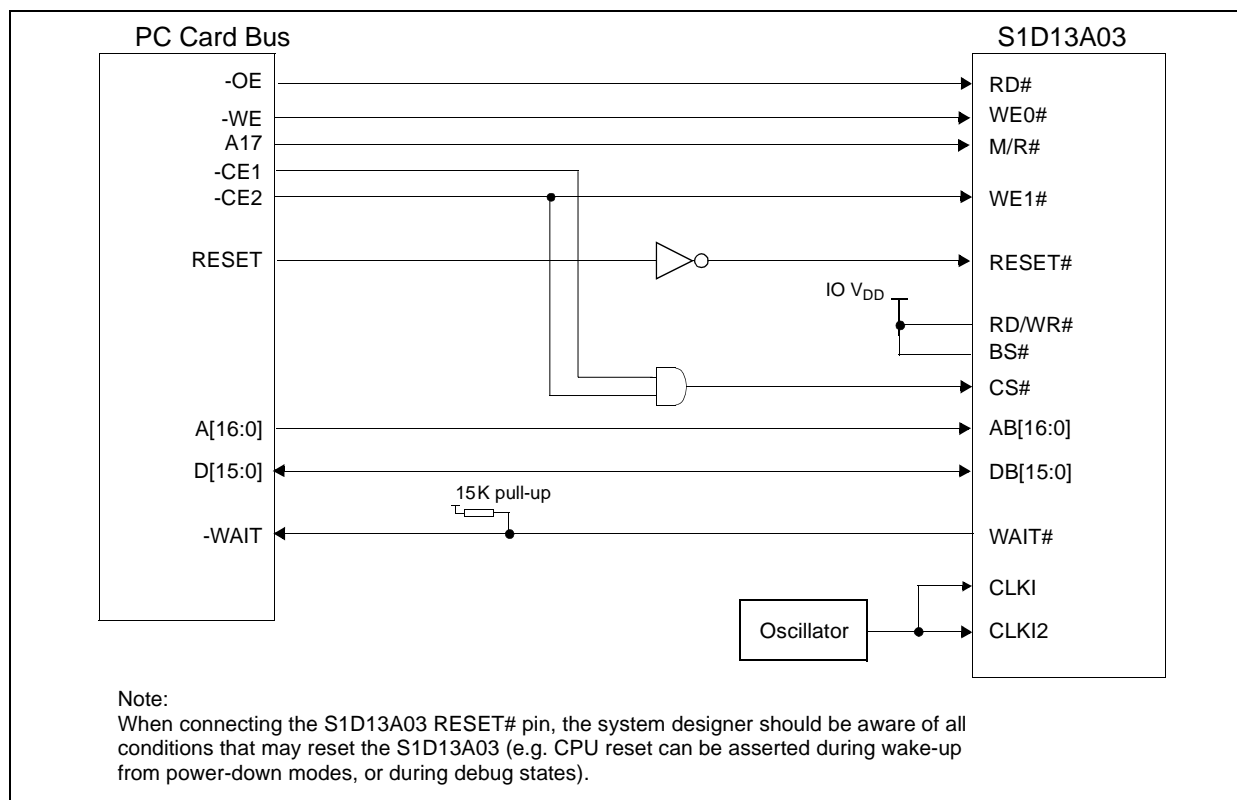 PC Card Bus
S1D13A03
-OE
RD#
-WE
WE0#
A17
M/R#
-CE1
-CE2
WE1#
RESET
RESET#
IO VDD
RD/WR#
BS#
CS#
A[16:0]
AB[16:0]
D[15:0]
DB[15:0]
15K pull-up
-WAIT
WAIT#
CLKI
Oscillator
CLKI2
Note:
When connecting the S1D13A03 RESET# pin, the system designer should be aware of all
conditions that may reset the S1D13A03 (e.g. CPU reset can be asserted during wake-up
from power-down modes, or during debug states).